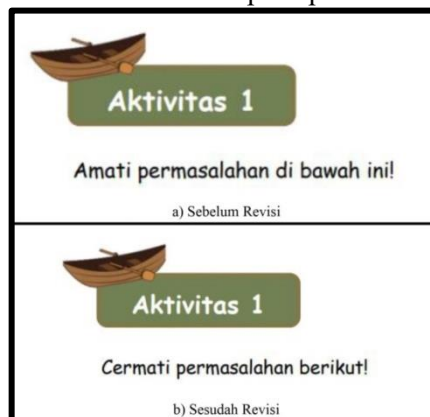 Aktivitas 1
Amati permasalahan di bawah ini!
a) Sebelum Revisi
Aktivitas 1
Cermati permasalahan berikut!
b) Sesudah Revisi